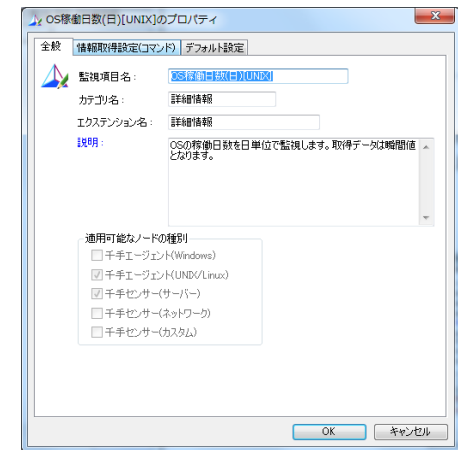 OS稼働日数(日)[UNIX]のプロパティ
全般 情報取得設定(コマンド) デフォルト設定
監視項目名: OS稼働日数(日)[UNIX]
カテゴリ名: 詳細情報
エクステンション名: 詳細情報
説明: OSの稼働日数を日単位で監視します。取得データは瞬間値
となります。
適用可能なノードの種別
千手エージェント(Windows)
千手エージェント(UNIX/Linux)
千手センサー(サーバー)
千手センサー(ネットワーク)
千手センサー(カスタム)
OK キャンセル